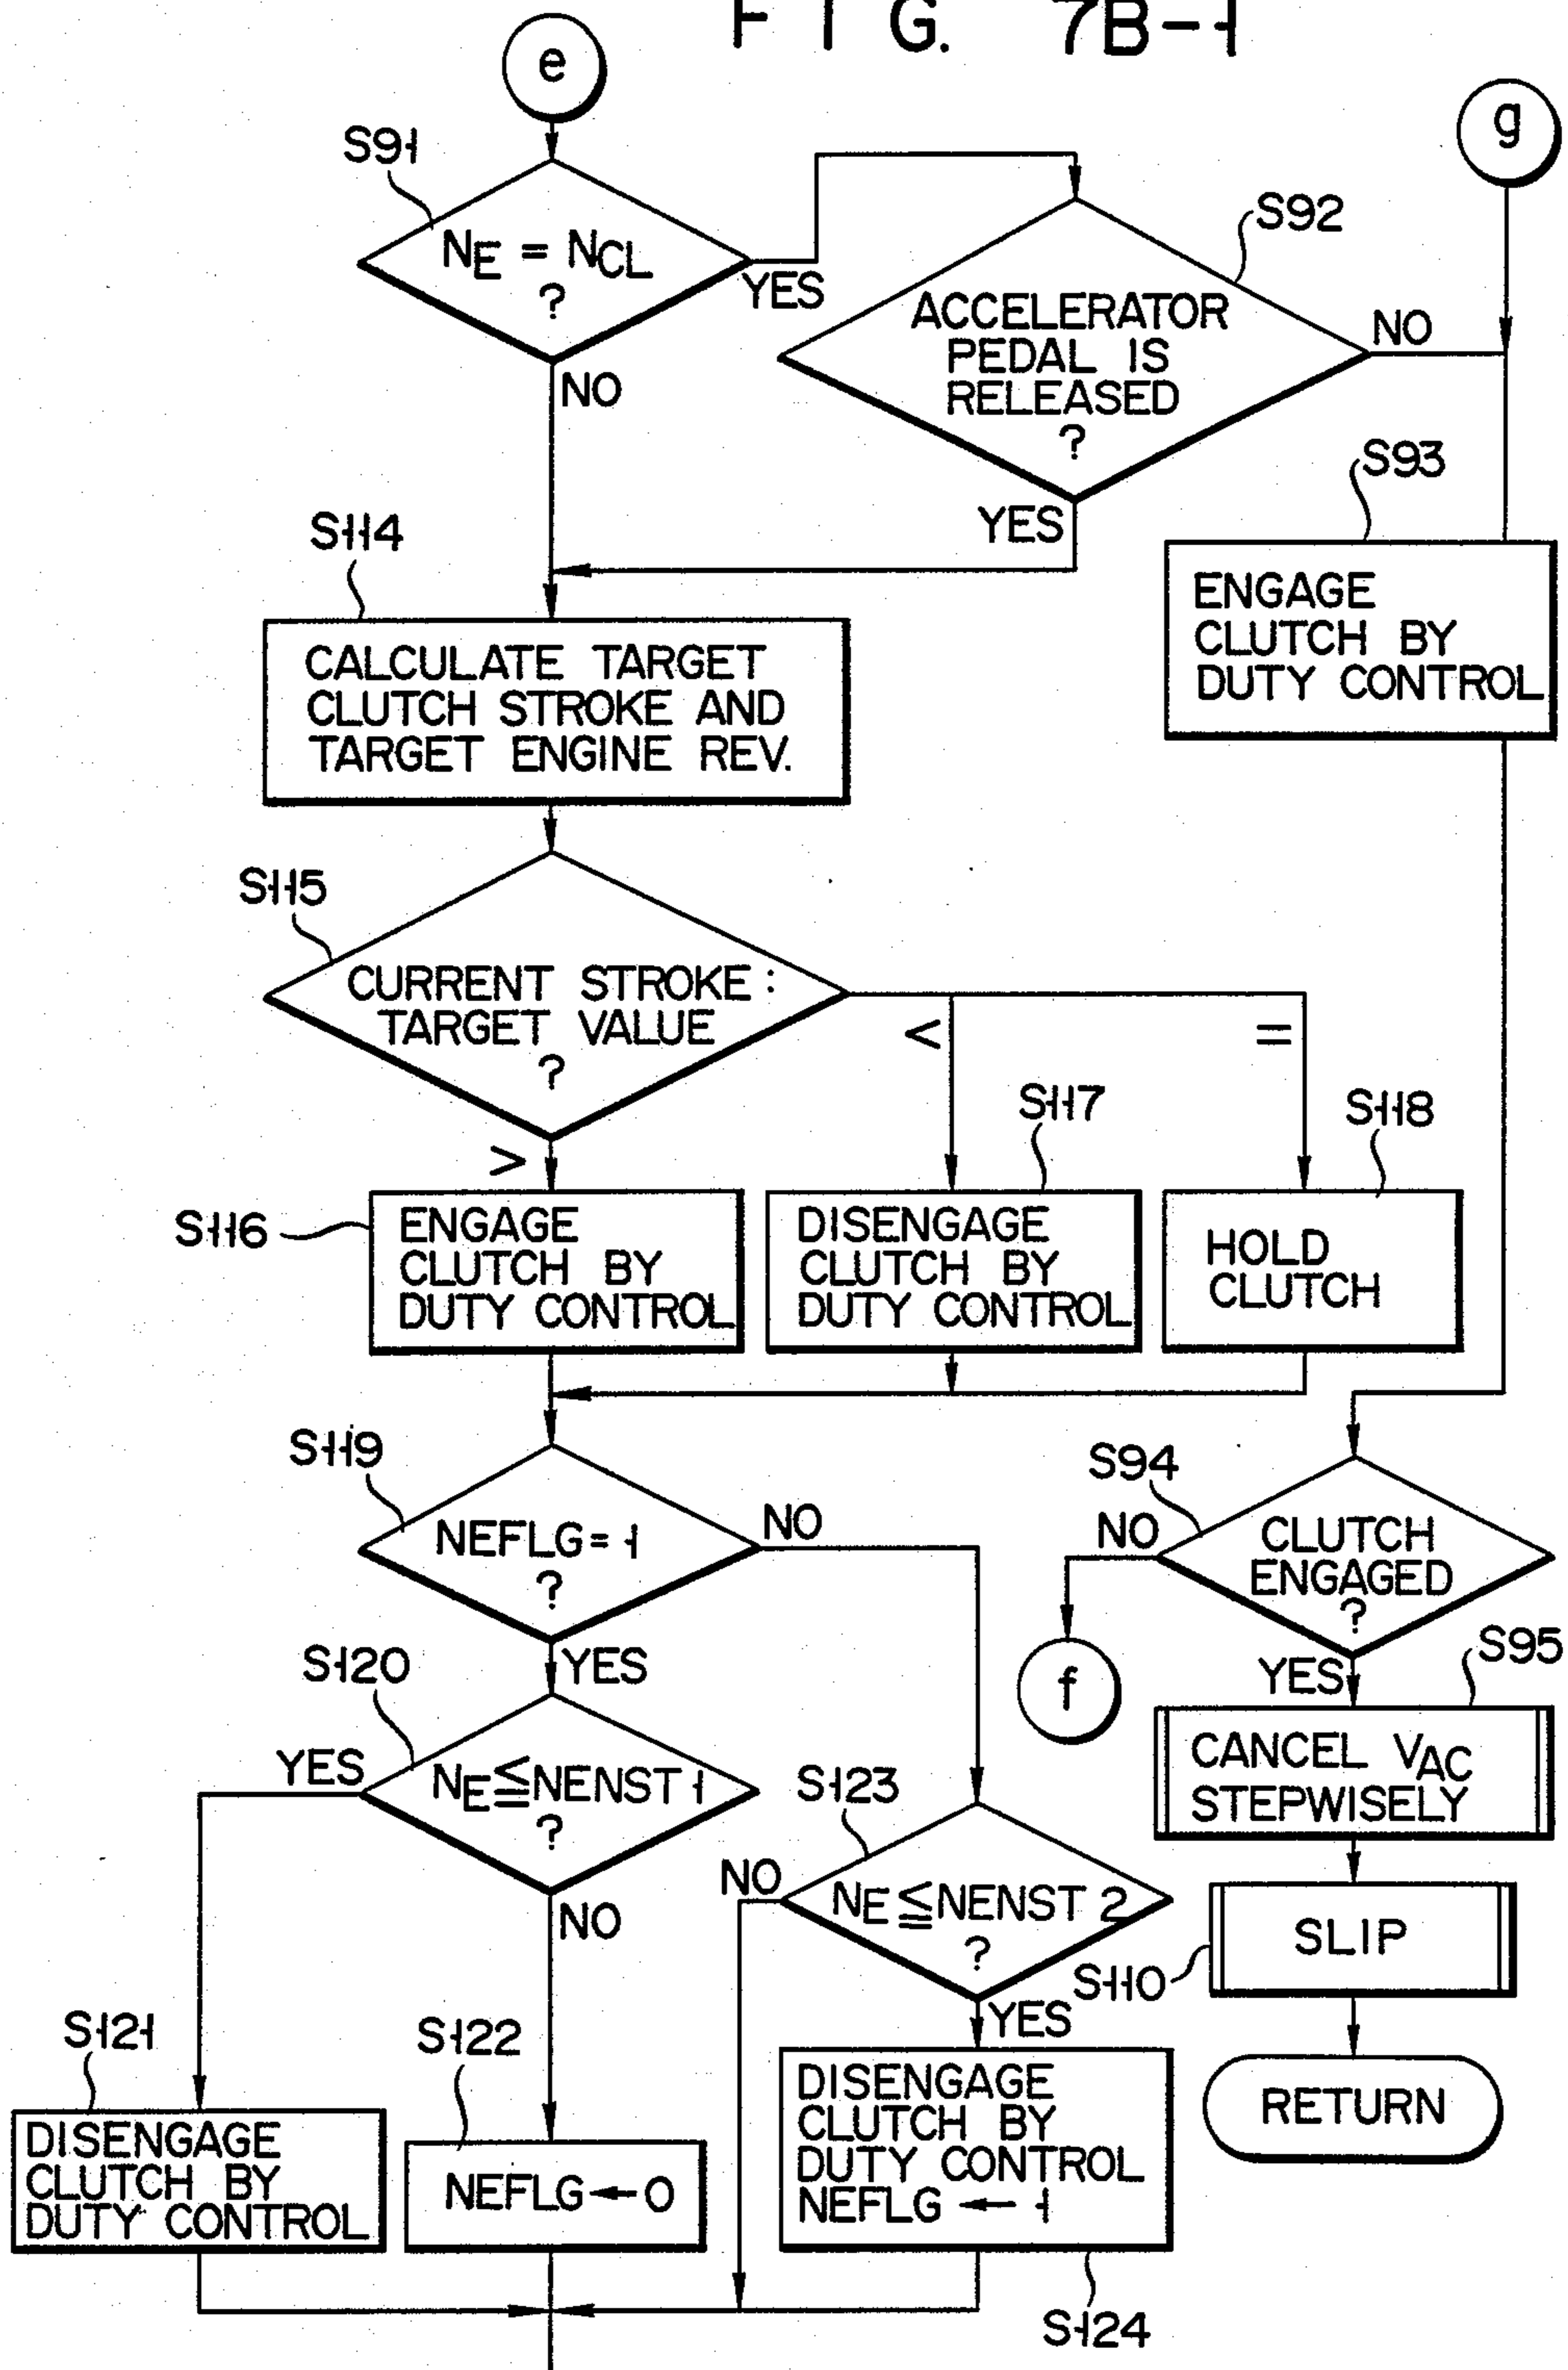 FIG. 7B-1
e
g
S91
NE = NCL
?
YES
NO
S92
ACCELERATOR
PEDAL IS
RELEASED
?
NO
YES
S93
ENGAGE
CLUTCH BY
DUTY CONTROL
S114
CALCULATE TARGET
CLUTCH STROKE AND
TARGET ENGINE REV.
S115
CURRENT STROKE :
TARGET VALUE
?
<
=
>
S116
ENGAGE
CLUTCH BY
DUTY CONTROL
S117
DISENGAGE
CLUTCH BY
DUTY CONTROL
S118
HOLD
CLUTCH
S119
NEFLG = 1
?
NO
YES
S94
NO
CLUTCH
ENGAGED
?
YES
f
S95
CANCEL VAC
STEPWISELY
S120
YES
NE ≦ NENST 1
?
NO
S123
NO
NE ≦ NENST 2
?
YES
S110
SLIP
RETURN
S121
DISENGAGE
CLUTCH BY
DUTY CONTROL
S122
NEFLG ← 0
DISENGAGE
CLUTCH BY
DUTY CONTROL
NEFLG ← 1
S124